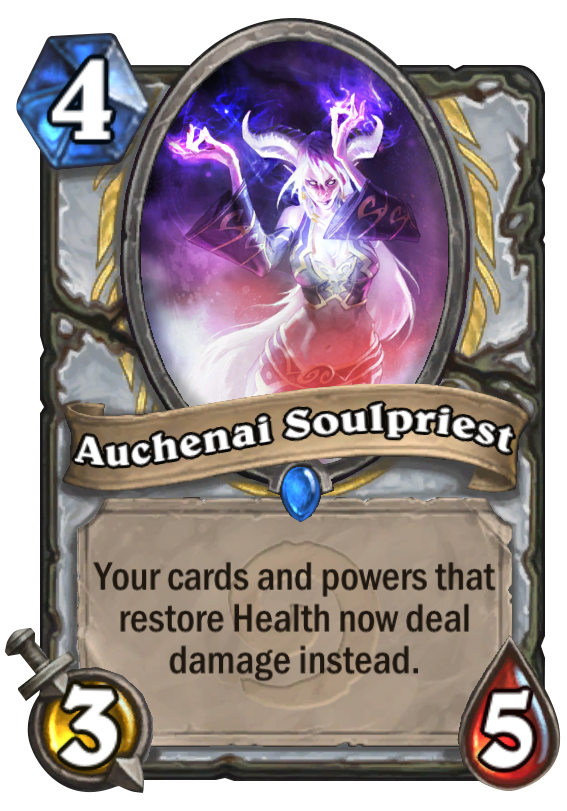 4
Auchenai Soulpriest
Your cards and powers that
restore Health now deal
damage instead.
3
5